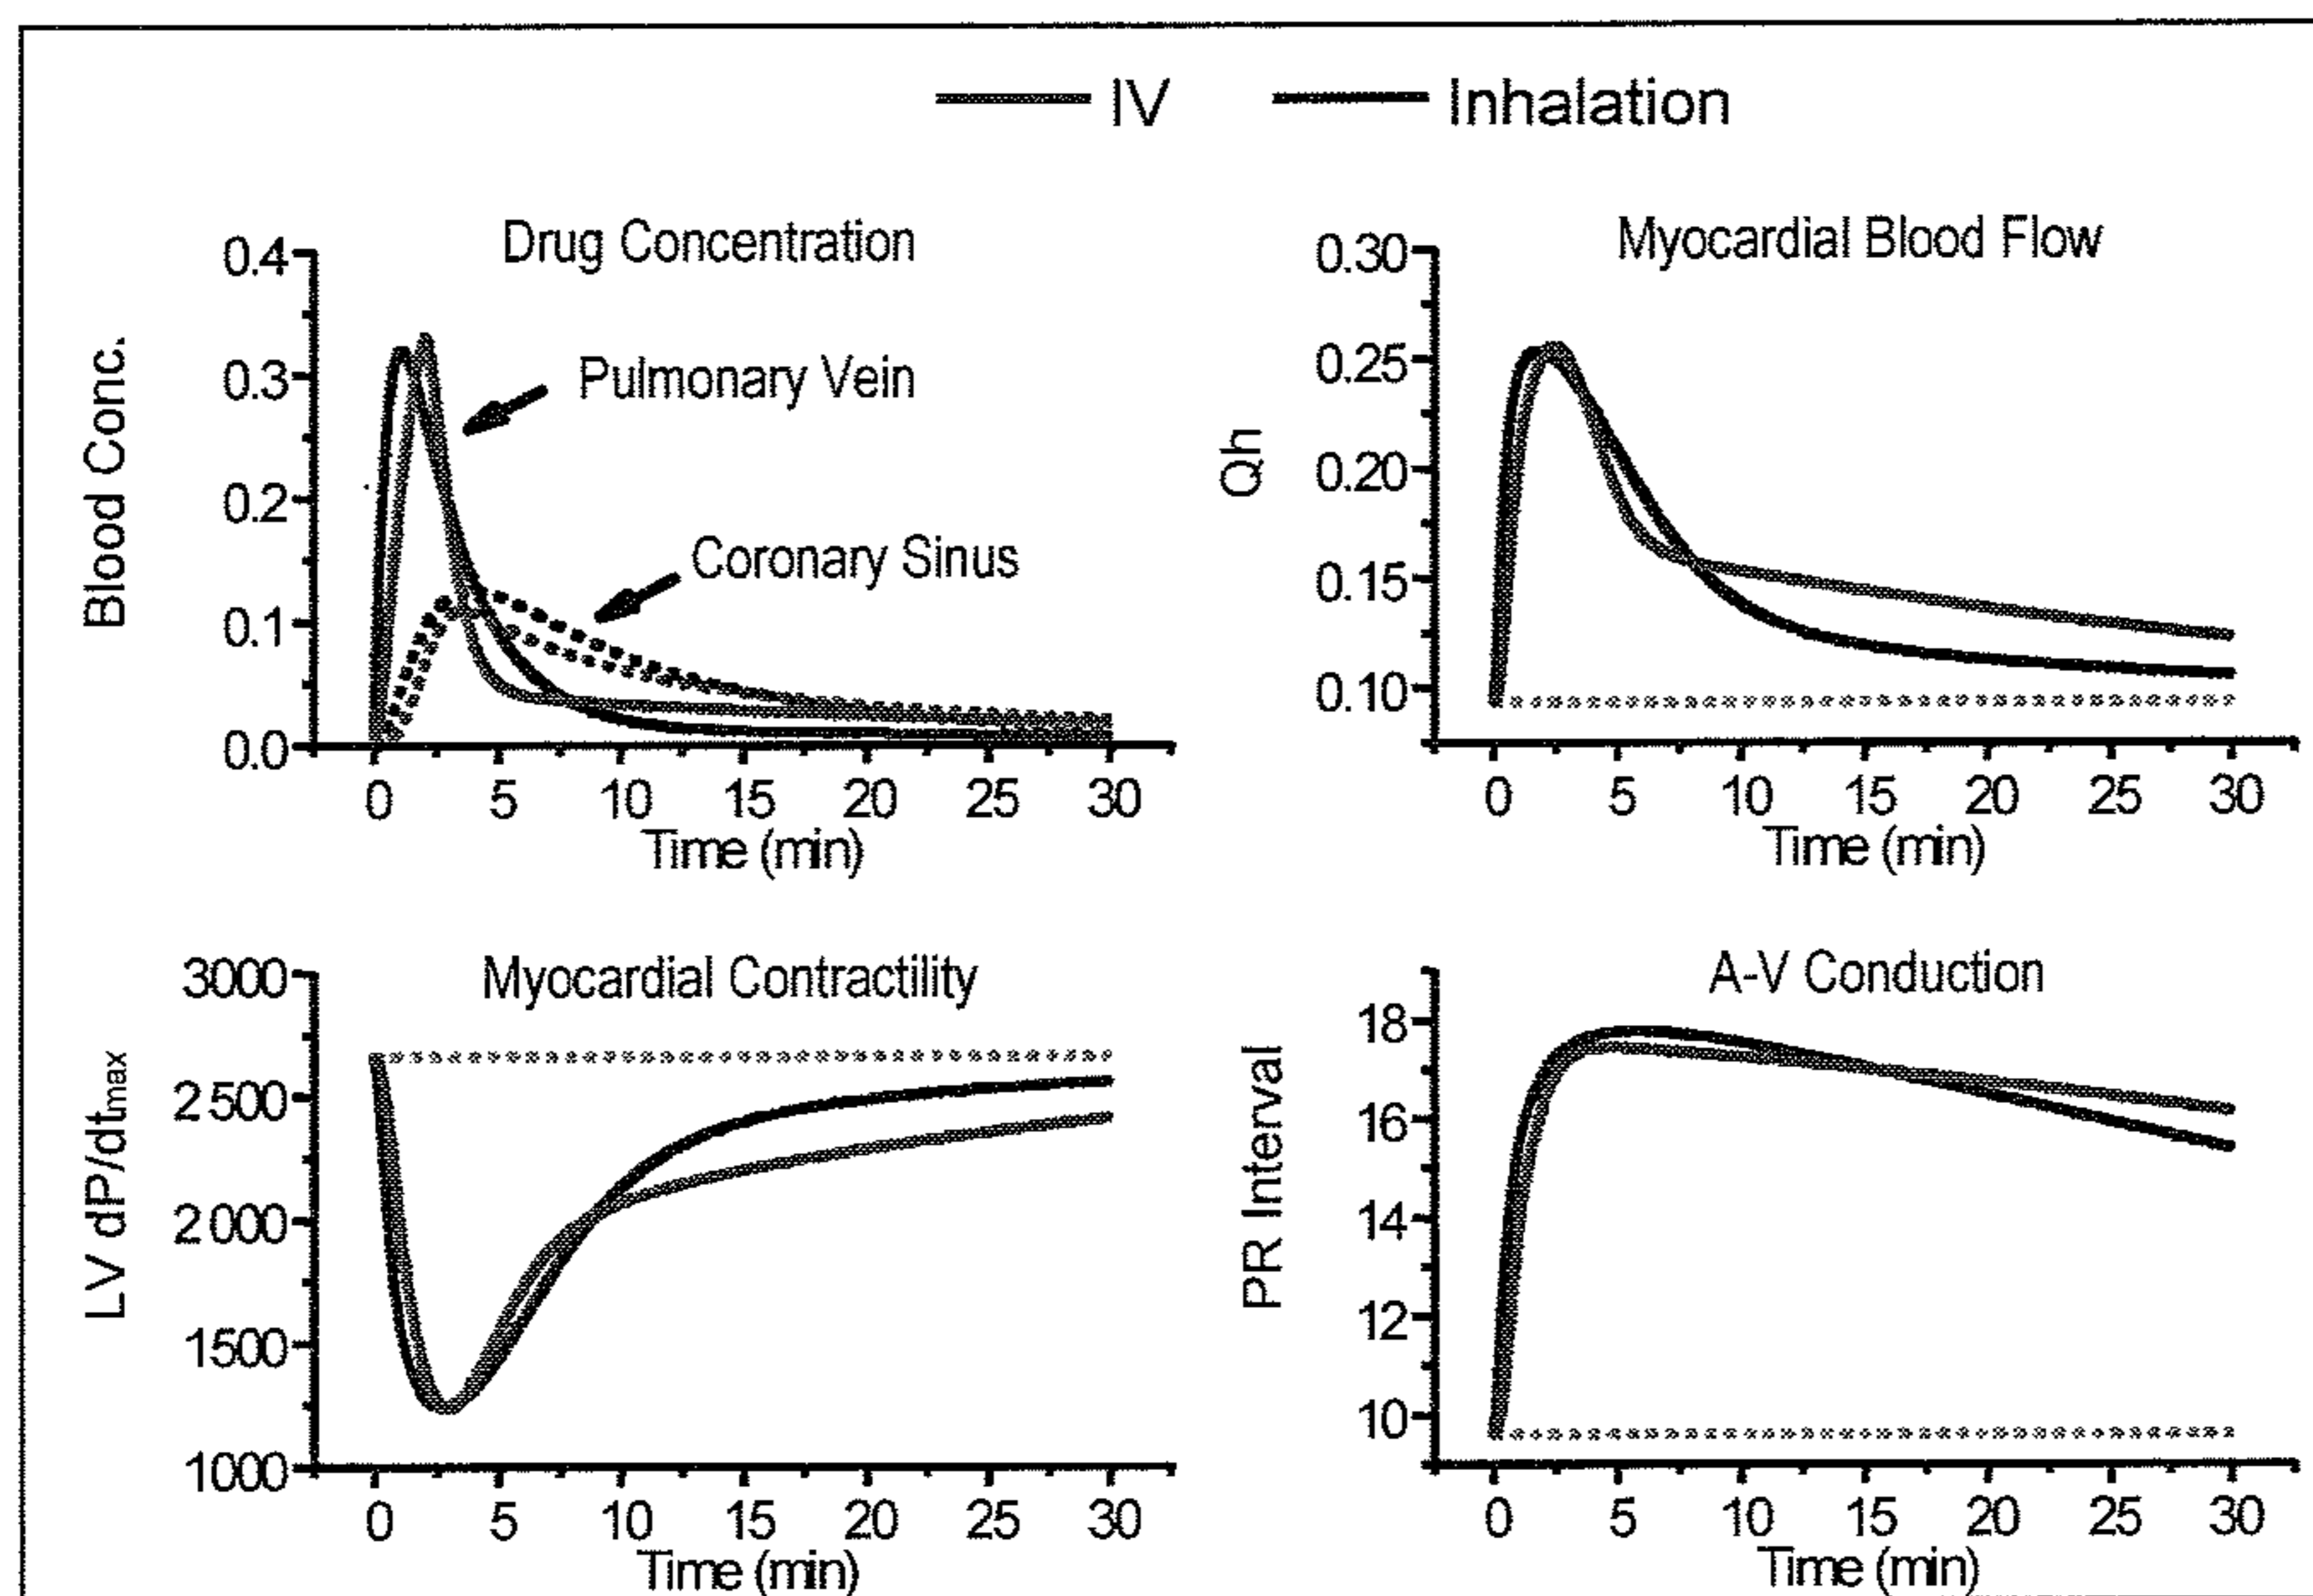 IV Inhalation
Drug Concentration
Blood Conc.
0.4
0.3
0.2
0.1
0.0
Pulmonary Vein
Coronary Sinus
0 5 10 15 20 25 30
Time (min)
Myocardial Blood Flow
Qh
0.30
0.25
0.20
0.15
0.10
0 5 10 15 20 25 30
Time (min)
Myocardial Contractility
LV dP/dtmax
3000
2500
2000
1500
1000
0 5 10 15 20 25 30
Time (min)
A-V Conduction
PR Interval
18
16
14
12
10
0 5 10 15 20 25 30
Time (min)